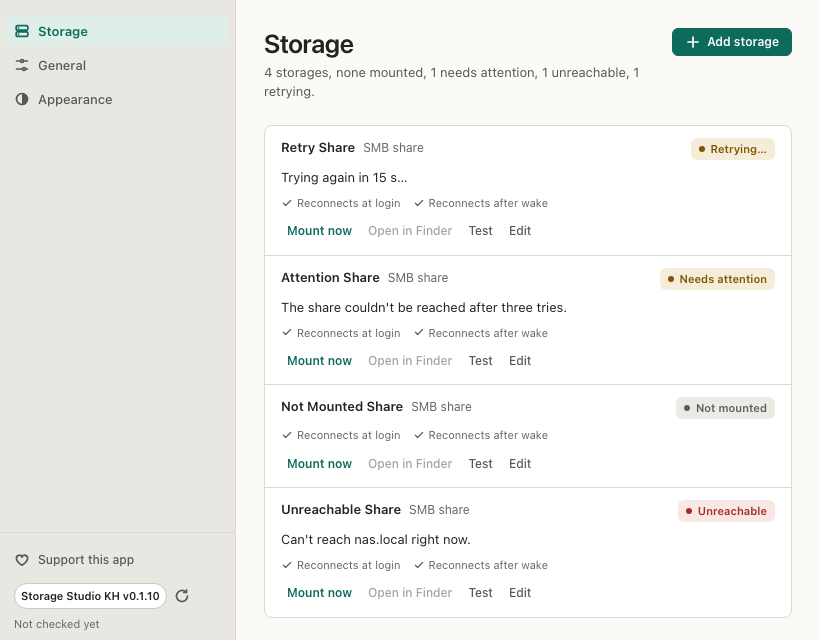 Storage
General
Appearance
Support this app
Storage Studio KH v0.1.10
Not checked yet
Storage
Add storage
4 storages, none mounted, 1 needs attention, 1 unreachable, 1
retrying.
Retry Share SMB share
Retrying...
Trying again in 15 s...
Reconnects at login Reconnects after wake
Mount now Open in Finder Test Edit
Attention Share SMB share
Needs attention
The share couldn't be reached after three tries.
Reconnects at login Reconnects after wake
Mount now Open in Finder Test Edit
Not Mounted Share SMB share
Not mounted
Reconnects at login Reconnects after wake
Mount now Open in Finder Test Edit
Unreachable Share SMB share
Unreachable
Can't reach nas.local right now.
Reconnects at login Reconnects after wake
Mount now Open in Finder Test Edit